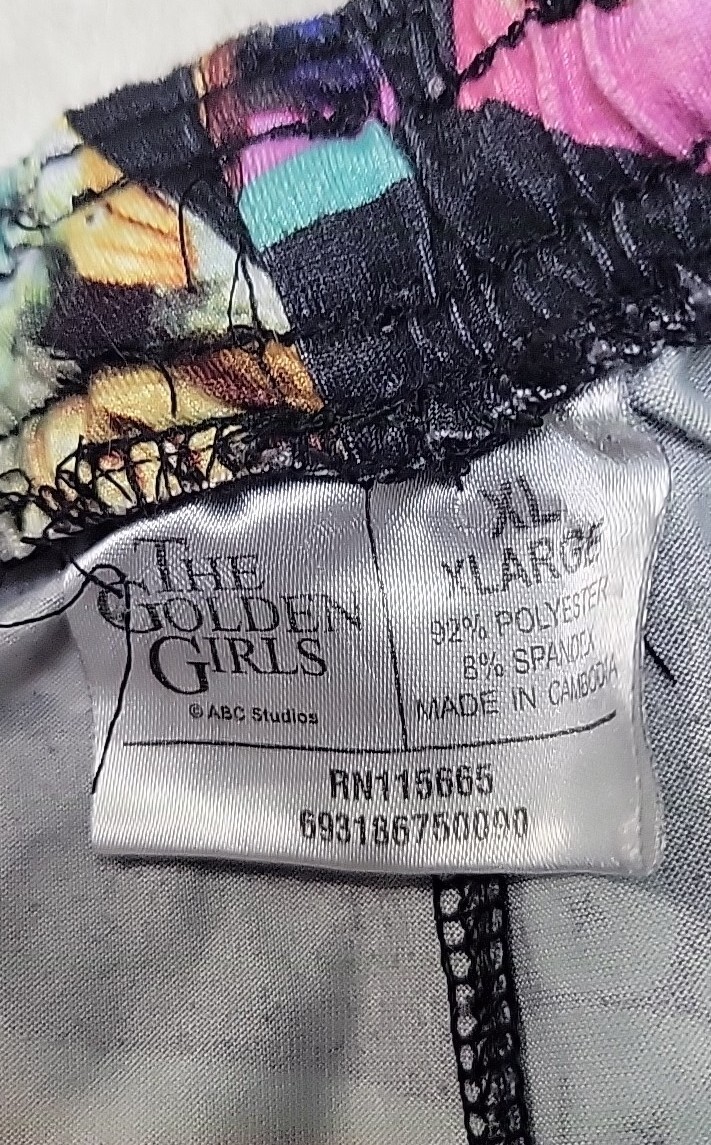 THE
GOLDEN
GIRLS
© ABC Studios
XL
XLARGE
92% POLYESTER
8% SPANDEX
MADE IN CAMBODIA
RN115665
693186750090